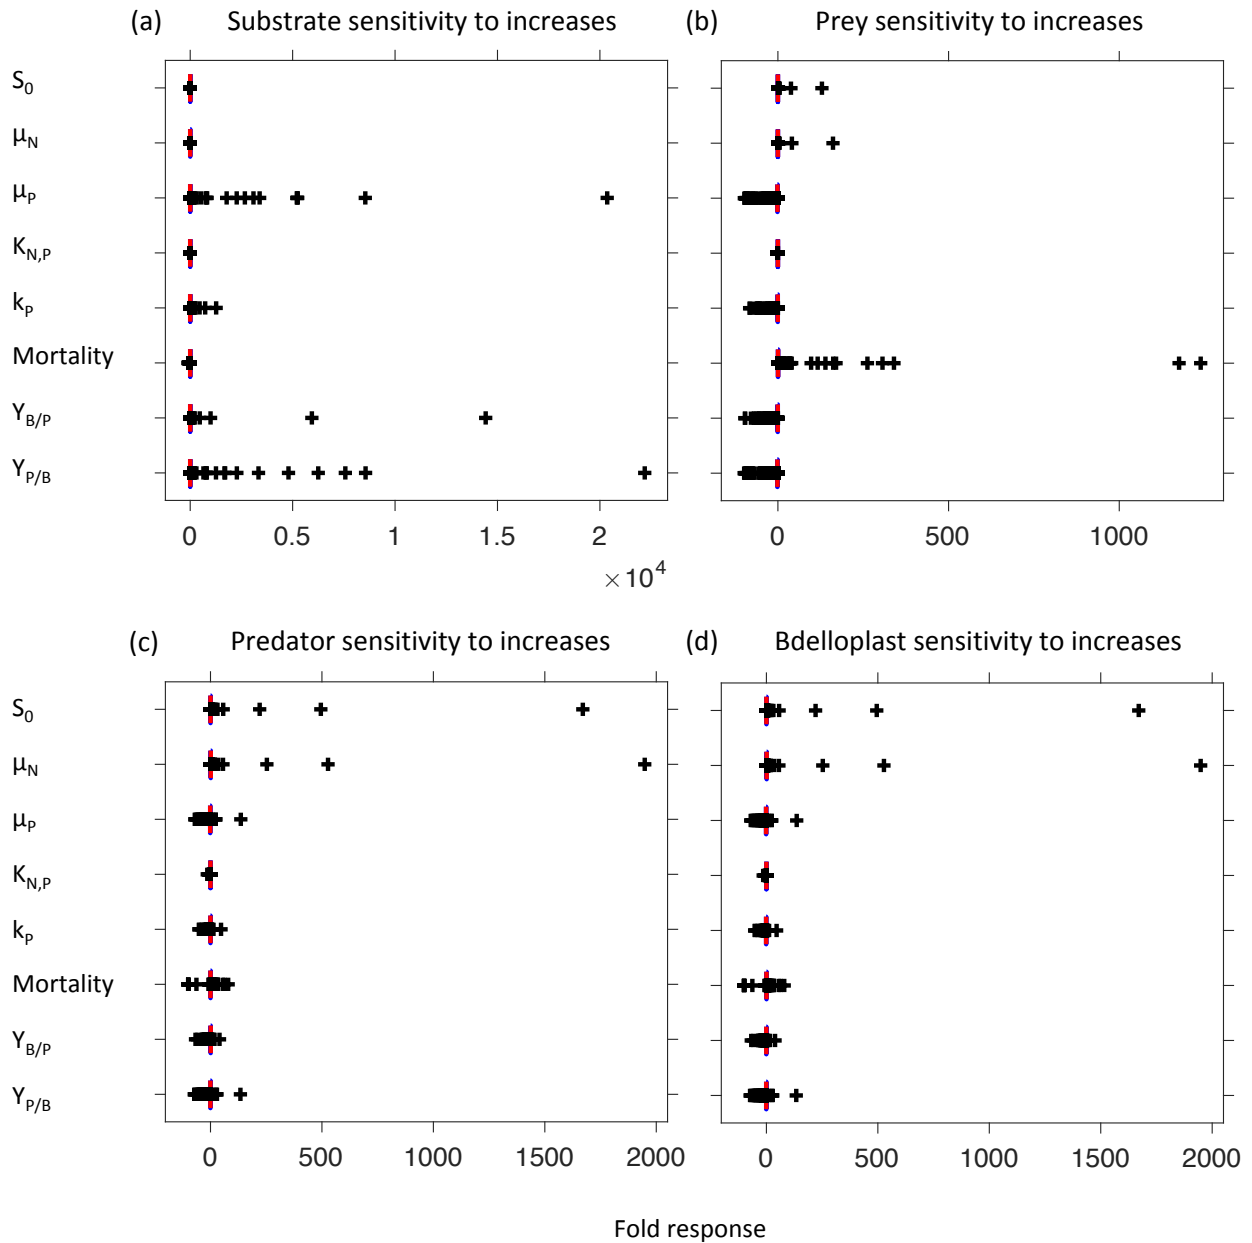 (a) Substrate sensitivity to increases
(b) Prey sensitivity to increases
S0
μN
μP
KN,P
kP
Mortality
YB/P
YP/B
0 0.5 1 1.5 2
×10^4
0 500 1000
(c) Predator sensitivity to increases
(d) Bdelloplast sensitivity to increases
S0
μN
μP
KN,P
kP
Mortality
YB/P
YP/B
0 500 1000 1500 2000
0 500 1000 1500 2000
Fold response